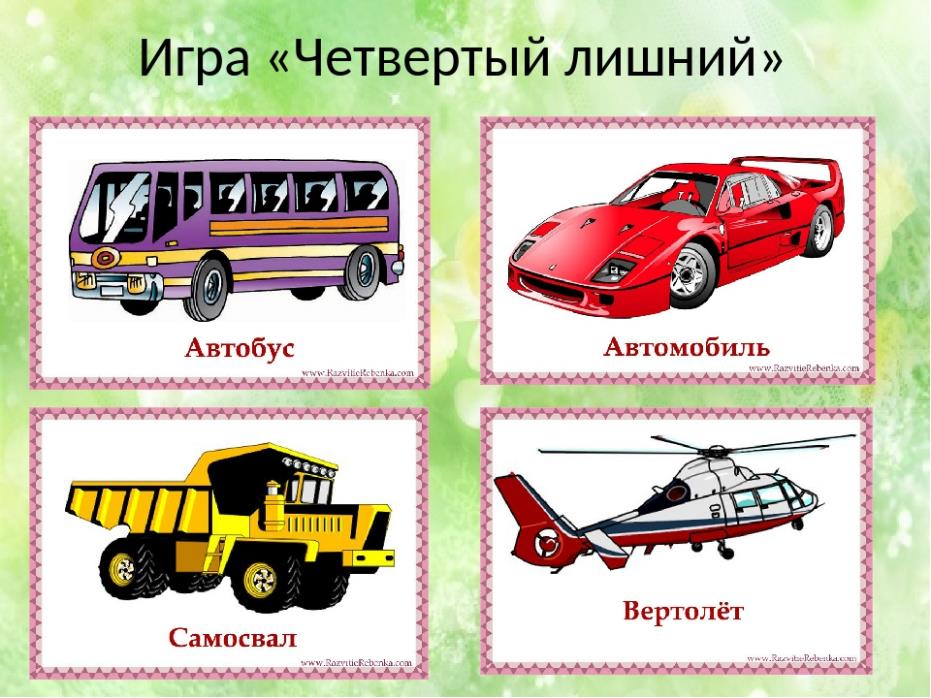 Игра «Четвертый лишний»
Автобус
www.RazvitieRebenka.com
Автомобиль
www.RazvitieRebenka.com
Самосвал
www.RazvitieRebenka.com
Вертолёт
www.RazvitieRebenka.com